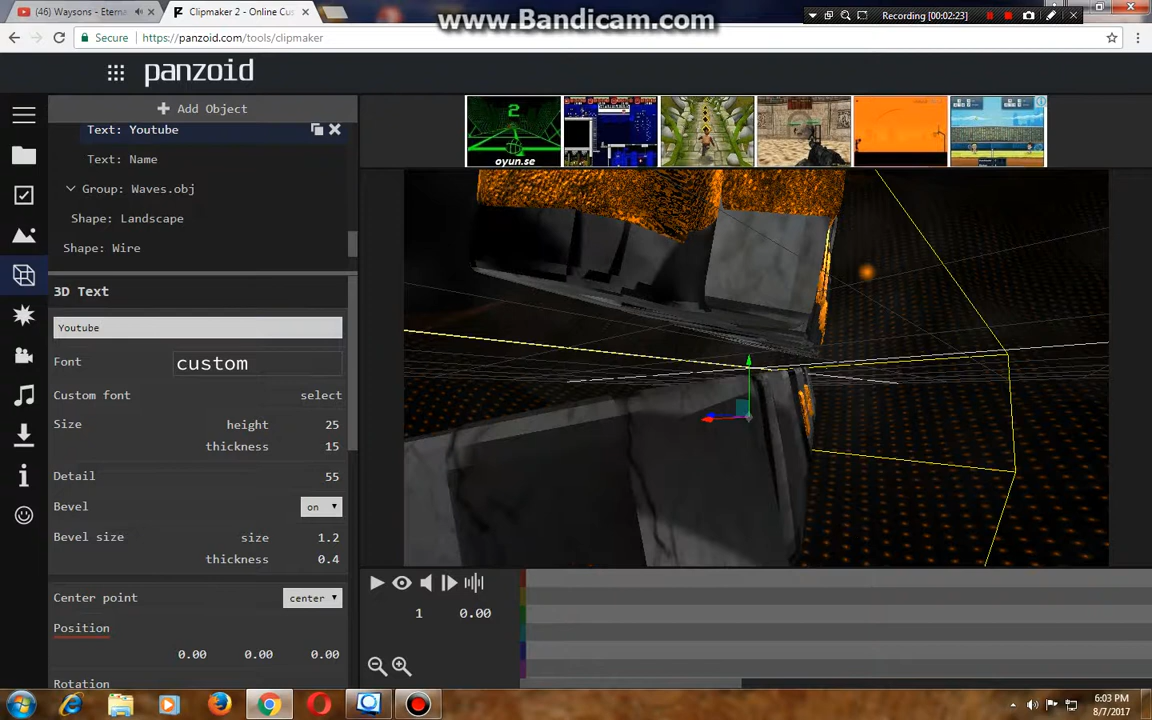 www.Bandicam.com
(46) Waysons - Etern
Clipmaker 2 - Online Cus
Recording [00:02:23]
Secure
https://panzoid.com/tools/clipmaker
panzoid
Add Object
Text: Youtube
Text: Name
Group: Waves.obj
Shape: Landscape
Shape: Wire
2
oyun.se
3D Text
Youtube
Font custom
Custom font select
Size height 25
thickness 15
Detail 55
Bevel on
Bevel size size 1.2
thickness 0.4
Center point center
Position
0.00 0.00 0.00
Rotation
1 0.00
6:03 PM
8/7/2017